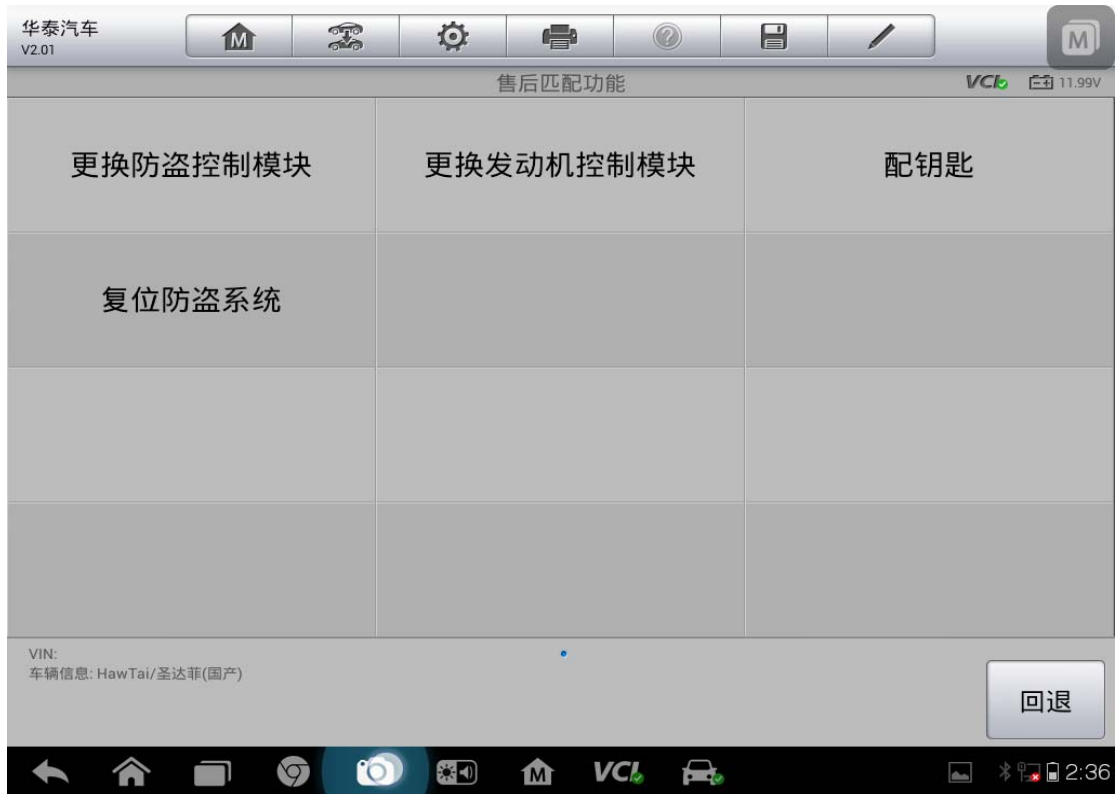 华泰汽车
V2.01
M
M
售后匹配功能
VCI 11.99V
更换防盗控制模块
更换发动机控制模块
配钥匙
复位防盗系统
VIN:
车辆信息: HawTai/圣达菲(国产)
回退
M
VCI
2:36